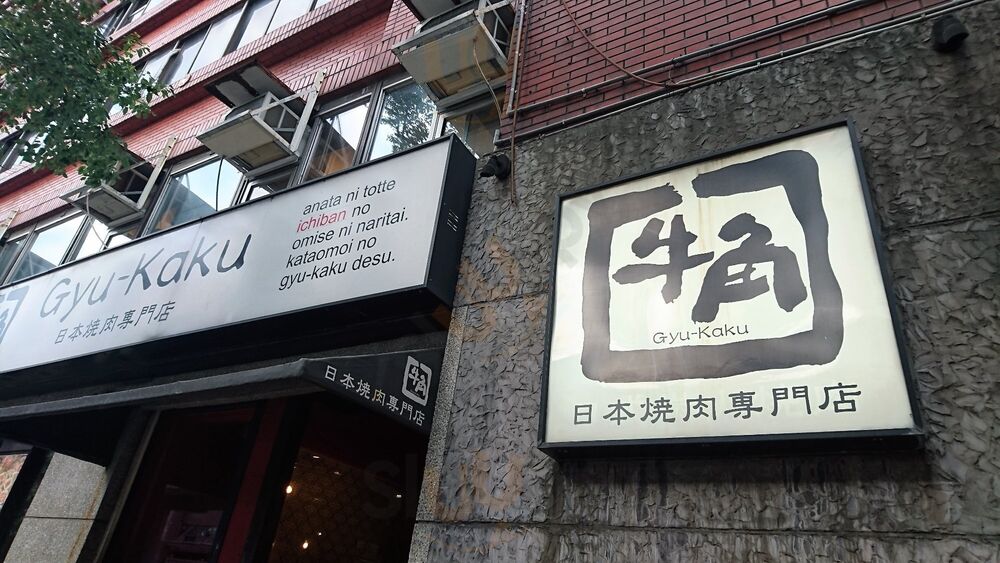 Gyu-Kaku
日本焼肉専門店
anata ni totte
ichiban no
omise ni naritai.
kataomoi no
gyu-kaku desu.
牛角
日本焼肉専門店
牛角
Gyu-Kaku
日本焼肉専門店